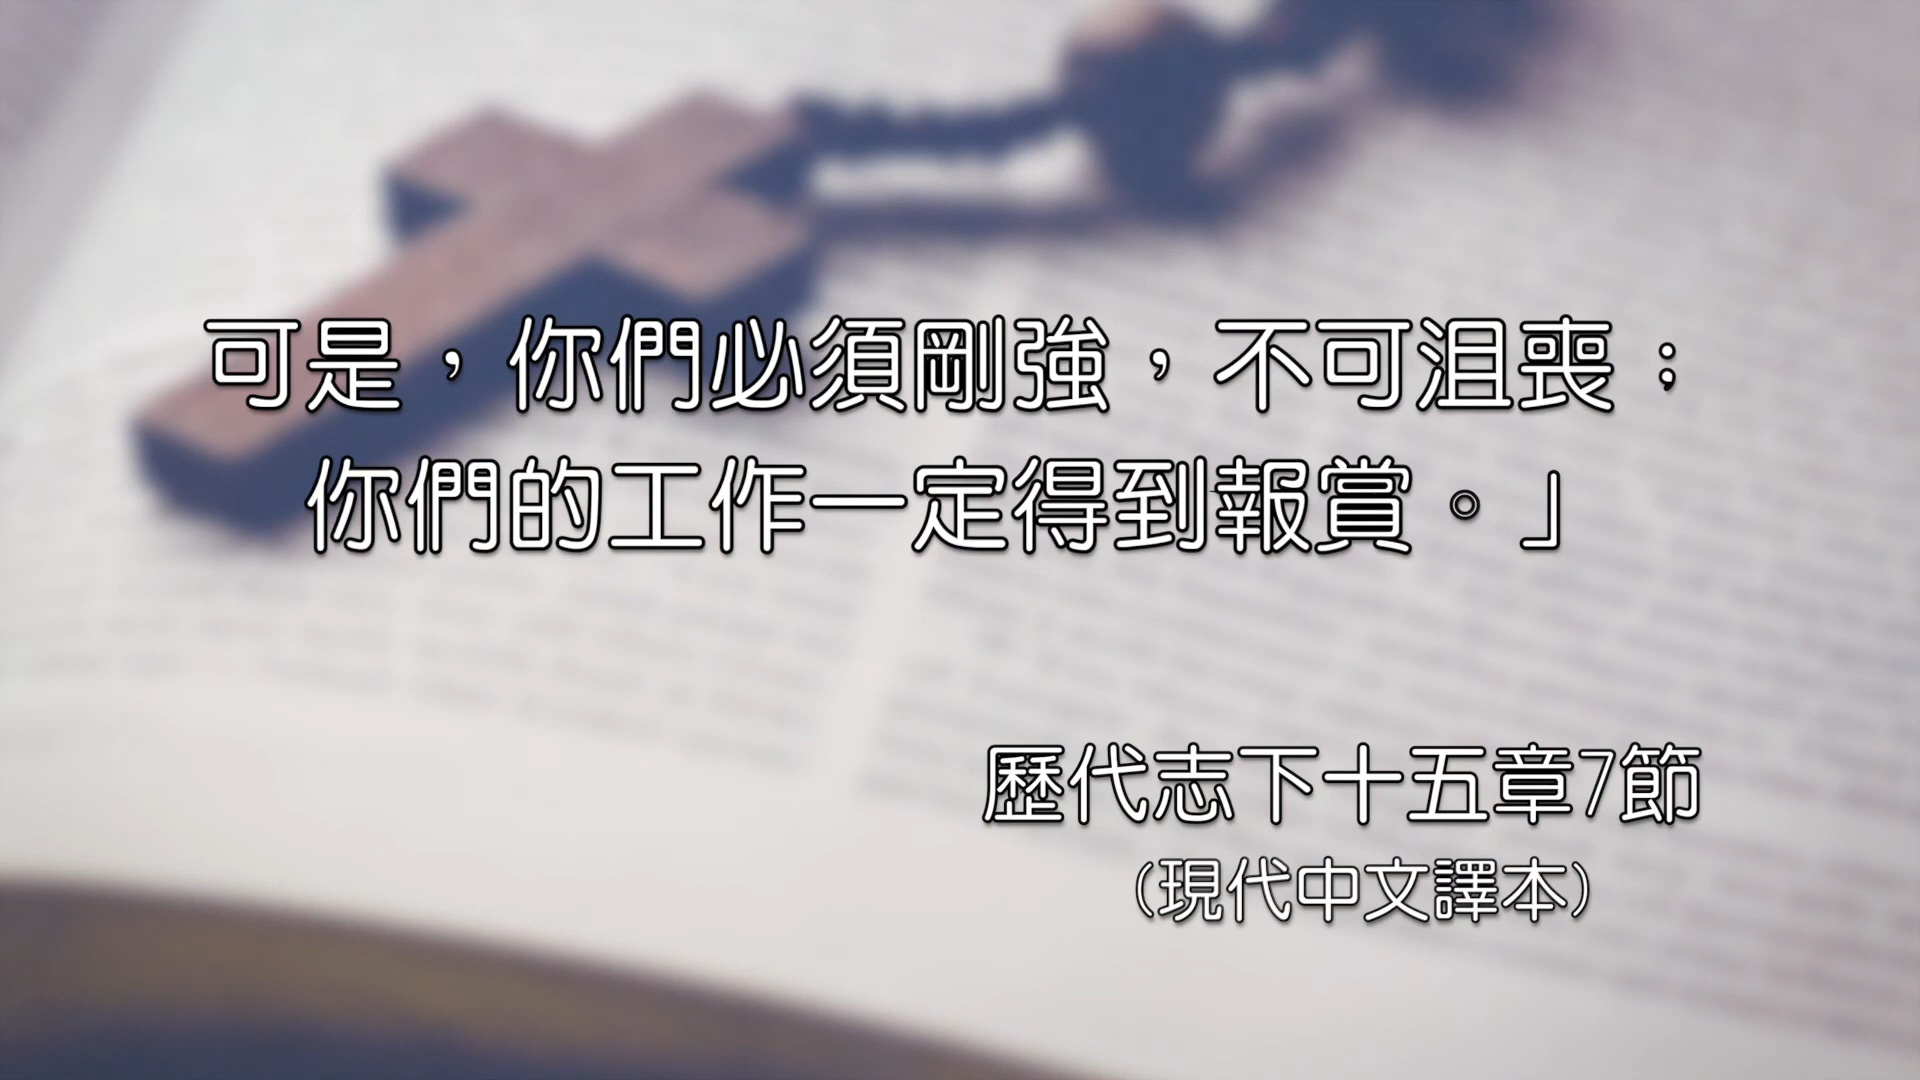 可是，你們必須剛強，不可沮喪；
你們的工作一定得到報賞。」
歷代志下十五章7節
(現代中文譯本)